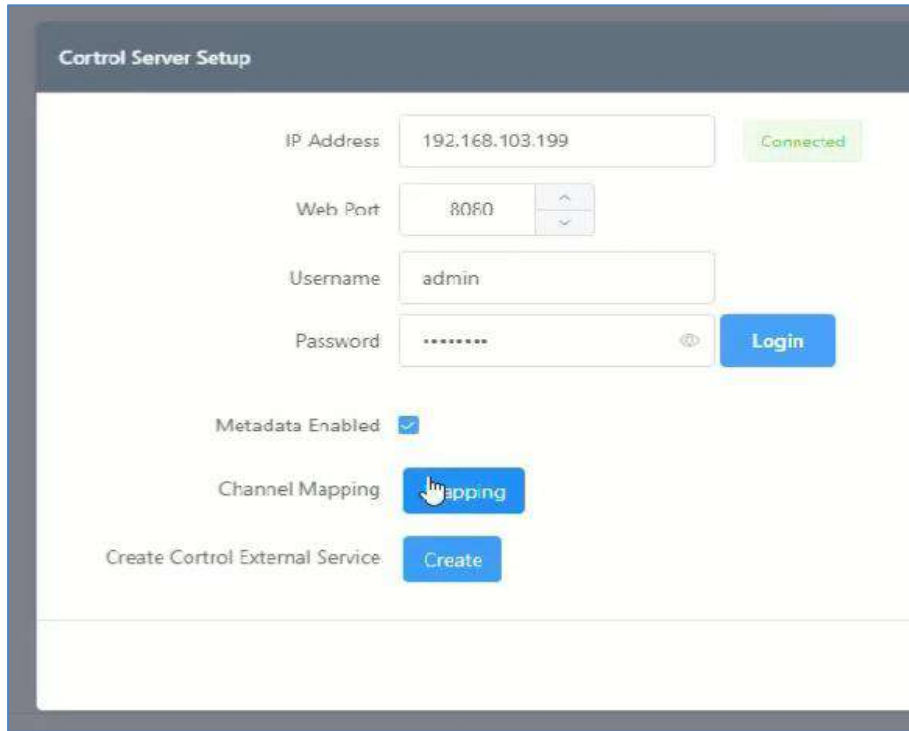 Cortrol Server Setup
IP Address 192.168.103.199 Connected
Web Port 8080
Username admin
Password •••••••• Login
Metadata Enabled
Channel Mapping apping
Create Cortrol External Service Create